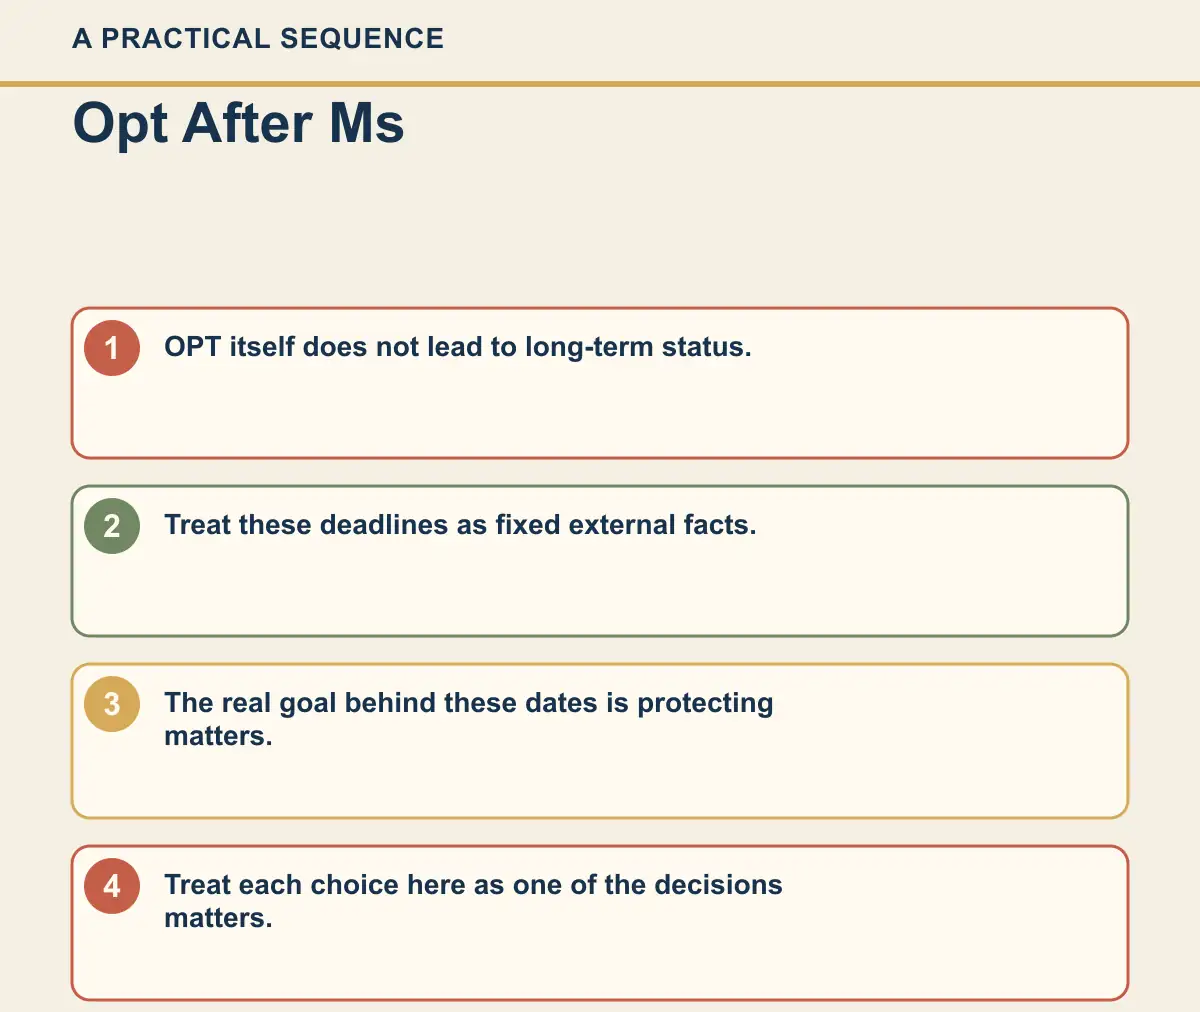 A PRACTICAL SEQUENCE
Opt After Ms
1
OPT itself does not lead to long-term status.
2
Treat these deadlines as fixed external facts.
3
The real goal behind these dates is protecting
matters.
4
Treat each choice here as one of the decisions
matters.